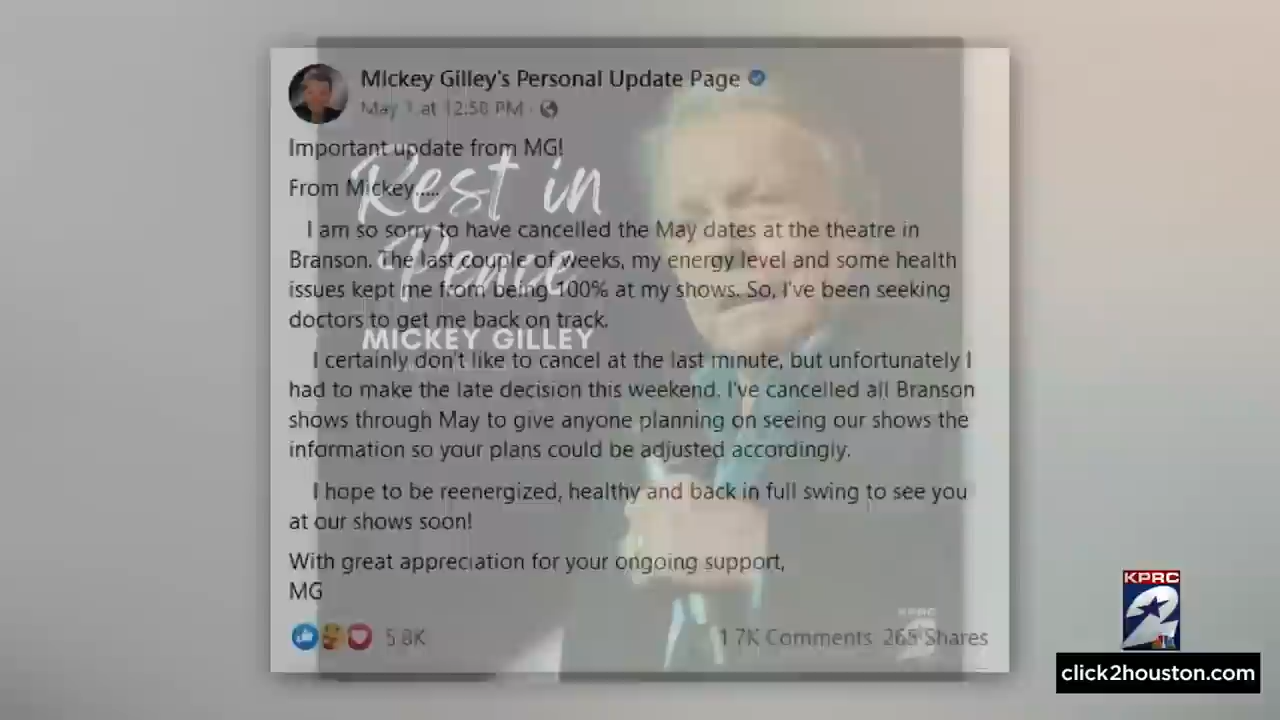 Mickey Gilley's Personal Update Page
May 1 at 12:58 PM
Important update from MG!
From Mickey.....
I am so sorry to have cancelled the May dates at the theatre in
Branson. The last couple of weeks, my energy level and some health
issues kept me from being 100% at my shows. So, I've been seeking
doctors to get me back on track.
I certainly don't like to cancel at the last minute, but unfortunately I
had to make the late decision this weekend. I've cancelled all Branson
shows through May to give anyone planning on seeing our shows the
information so your plans could be adjusted accordingly.
I hope to be reenergized, healthy and back in full swing to see you
at our shows soon!
With great appreciation for your ongoing support,
MG
5.8K
1.7K Comments 265 Shares
Rest in
Peace
MICKEY GILLEY
KPRC
KPRC
2
click2houston.com